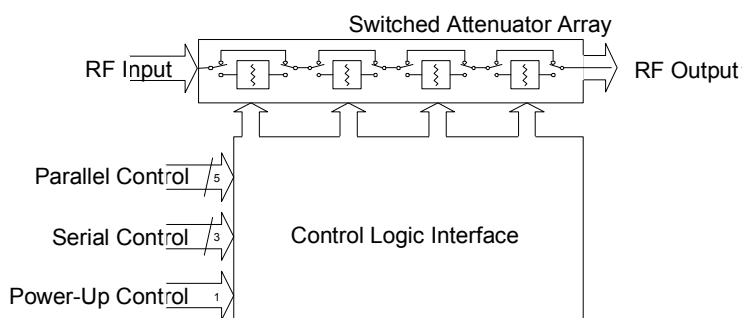 Switched Attenuator Array
RF Input
RF Output
Parallel Control
5
Serial Control
3
Control Logic Interface
Power-Up Control
1